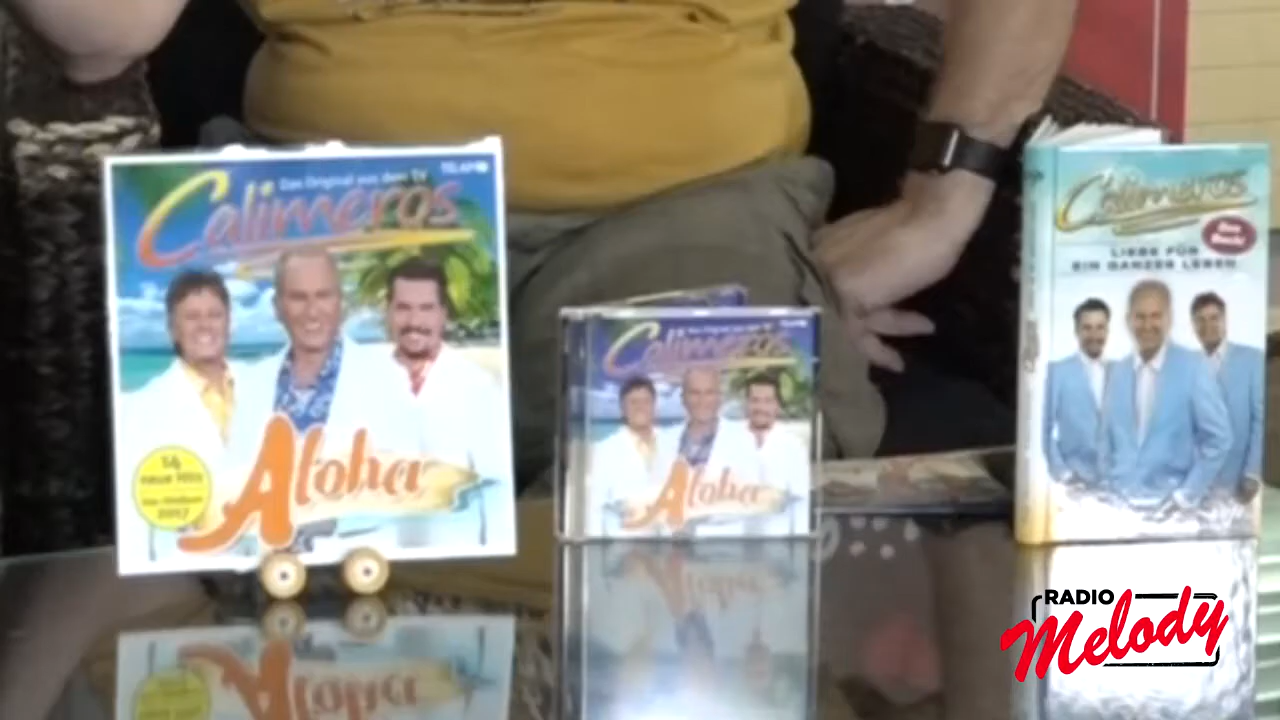 Das Original aus dem TV
TELAMO
Calimeros
Aloha
14
neue Hits
2017
Calimeros
Aloha
Calimeros
Das
Buch
LIEBE FÜR
EIN GANZES LEBEN
RADIO
Melody